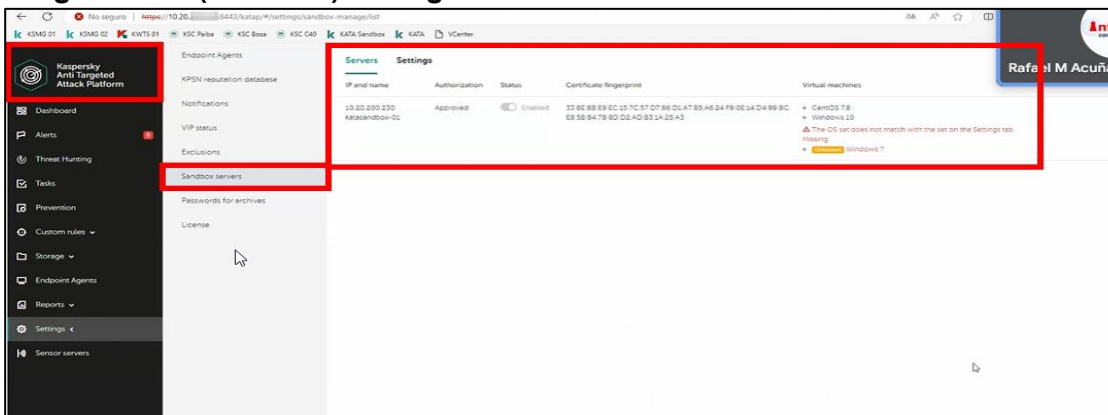 No seguro | https://10.20. 8443/katap/#/settings/sandbox-manage/list
KSMG 01 KSMG 02 KWTS 01 KSC Paiba KSC Bosa KSC C40 KATA Sandbox KATA VCenter
Kaspersky
Anti Targeted
Attack Platform
Dashboard
Alerts
Threat Hunting
Tasks
Prevention
Custom rules
Storage
Endpoint Agents
Reports
Settings
Sensor servers
Endpoint Agents
KPSN reputation database
Notifications
VIP status
Exclusions
Sandbox servers
Passwords for archives
License
Servers Settings
IP and name Authorization Status Certificate fingerprint Virtual machines
10.20.200.230 Approved Enabled
katasandbox-01
CentOS 7.8
Windows 10
The OS set does not match with the set on the Settings tab
Missing:
Unknown Windows 7
Rafael M Acuña